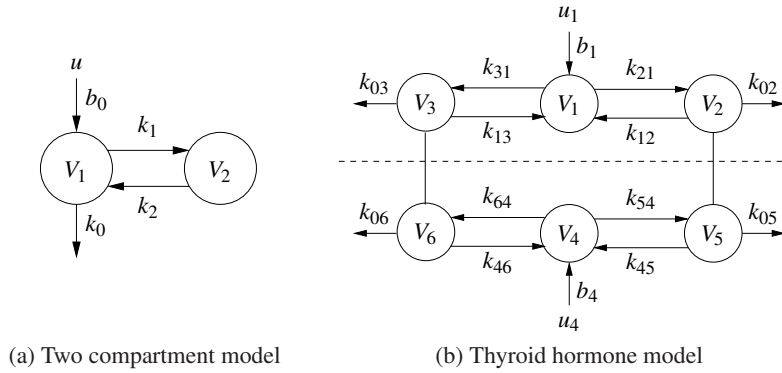 u
b₀
V₁
k₁
V₂
k₂
k₀
(a) Two compartment model
u₁
b₁
k₀₃
k₃₁
k₂₁
k₀₂
V₃
V₁
V₂
k₁₃
k₁₂
k₀₆
k₆₄
k₅₄
k₀₅
V₆
V₄
V₅
k₄₆
k₄₅
b₄
u₄
(b) Thyroid hormone model